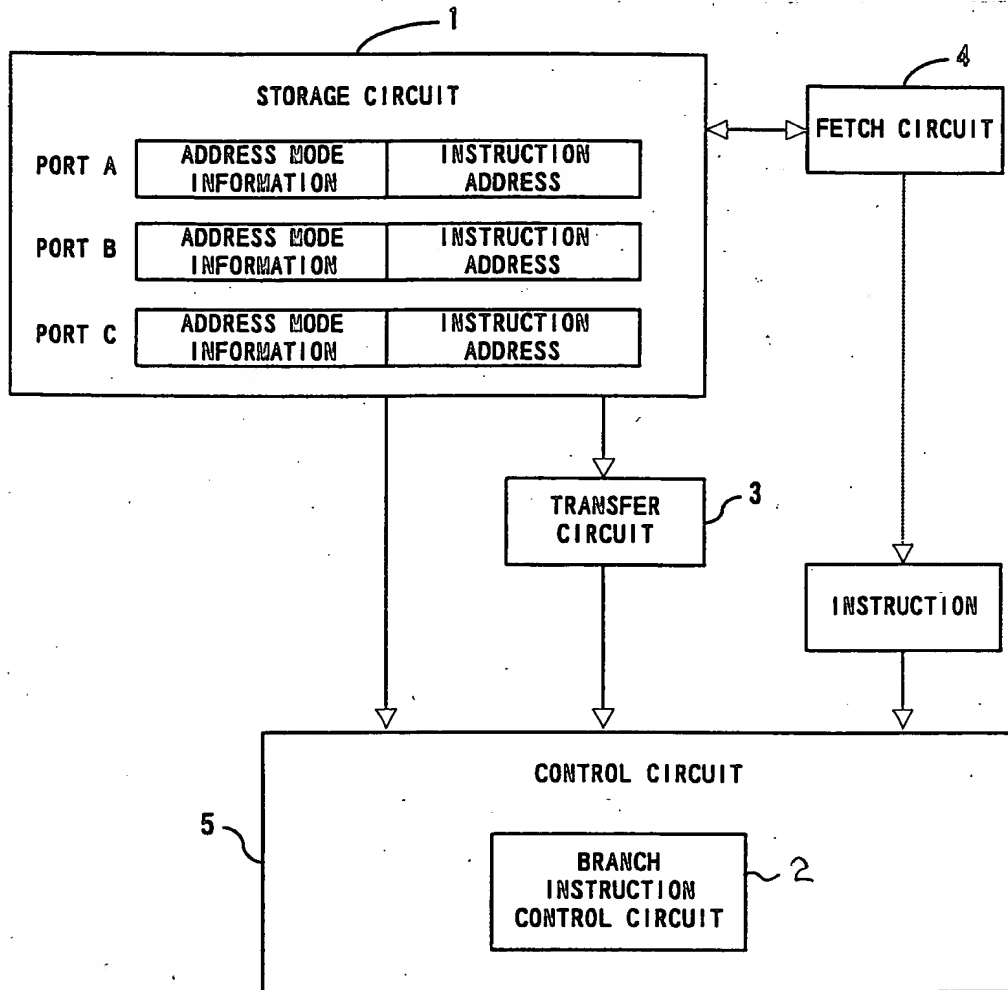 1
STORAGE CIRCUIT
4
FETCH CIRCUIT
PORT A
ADDRESS MODE
INFORMATION
INSTRUCTION
ADDRESS
PORT B
ADDRESS MODE
INFORMATION
INSTRUCTION
ADDRESS
PORT C
ADDRESS MODE
INFORMATION
INSTRUCTION
ADDRESS
TRANSFER
CIRCUIT
3
INSTRUCTION
CONTROL CIRCUIT
5
BRANCH
INSTRUCTION
CONTROL CIRCUIT
2